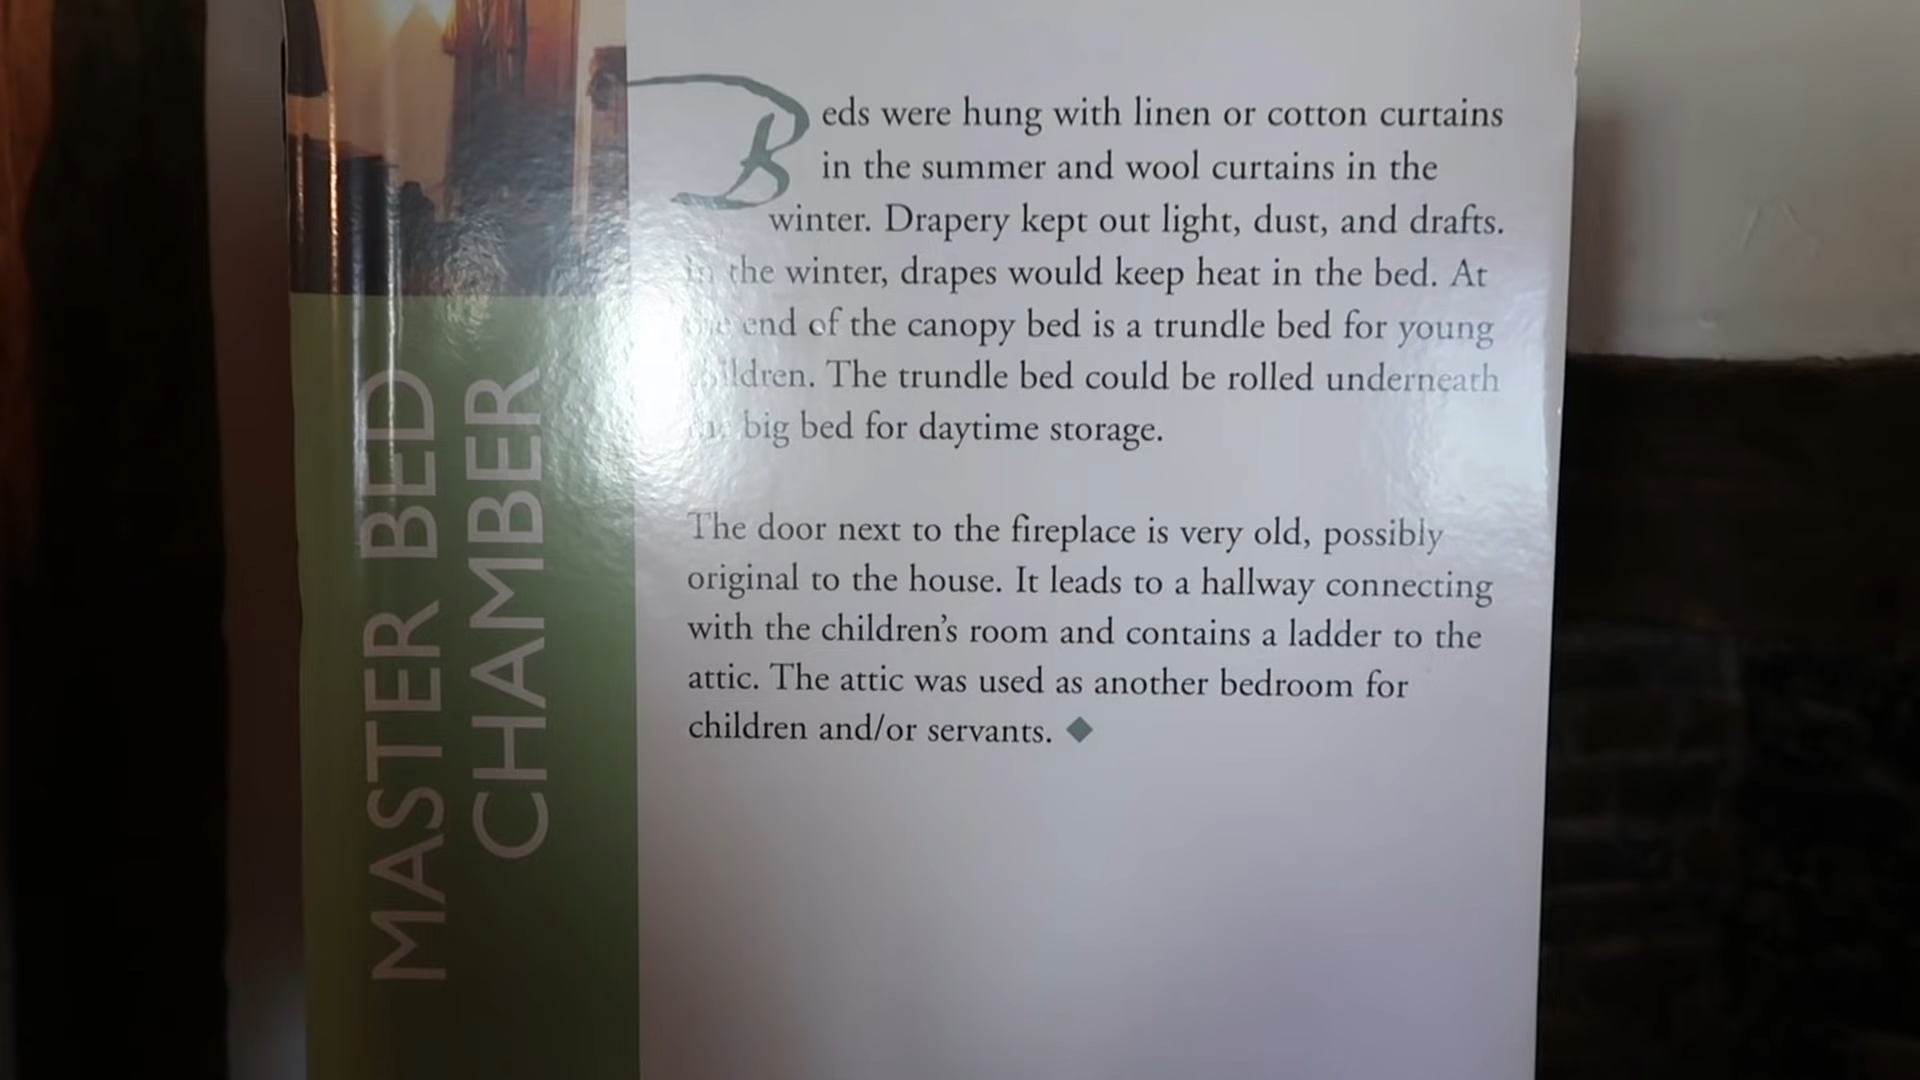 MASTER BED
CHAMBER
Beds were hung with linen or cotton curtains
in the summer and wool curtains in the
winter. Drapery kept out light, dust, and drafts.
in the winter, drapes would keep heat in the bed. At
the end of the canopy bed is a trundle bed for young
children. The trundle bed could be rolled underneath
the big bed for daytime storage.
The door next to the fireplace is very old, possibly
original to the house. It leads to a hallway connecting
with the children's room and contains a ladder to the
attic. The attic was used as another bedroom for
children and/or servants. ◆